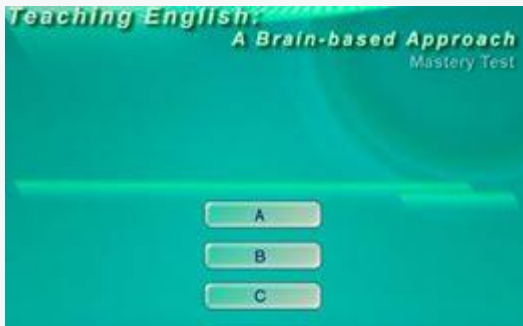 Teaching English:
A Brain-based Approach
Mastery Test
A
B
C